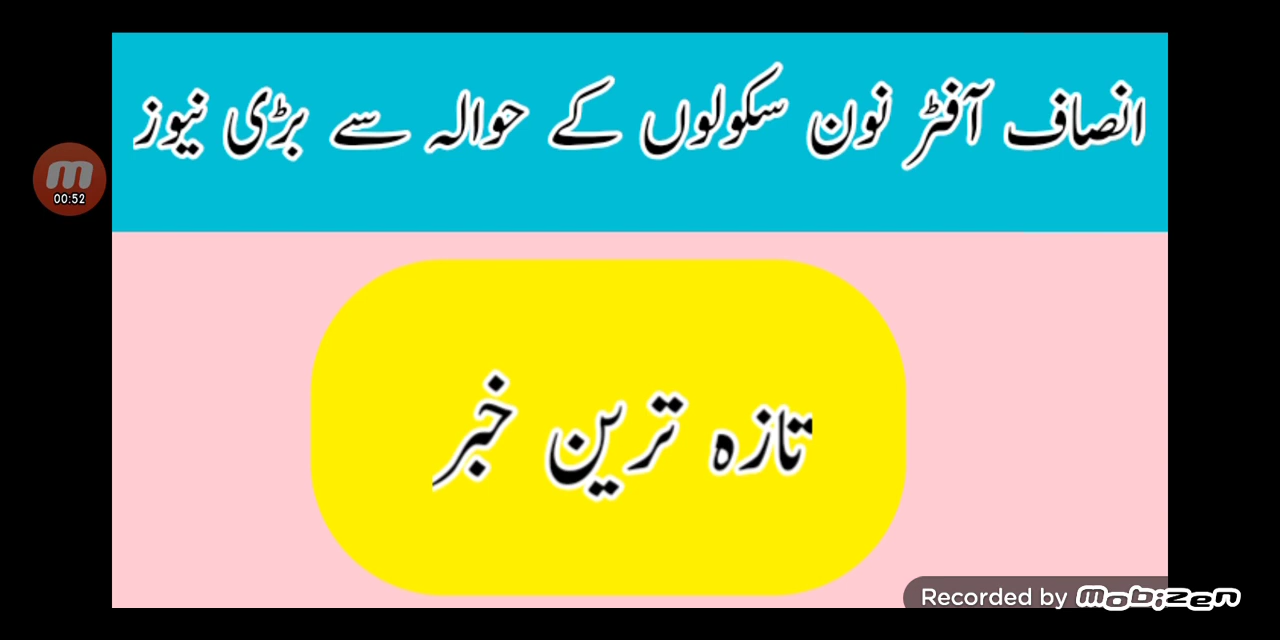 انصاف آفٹر نون سکولوں کے حوالہ سے بڑی نیوز
m
00:52
تازہ ترین خبر
Recorded by mobizen